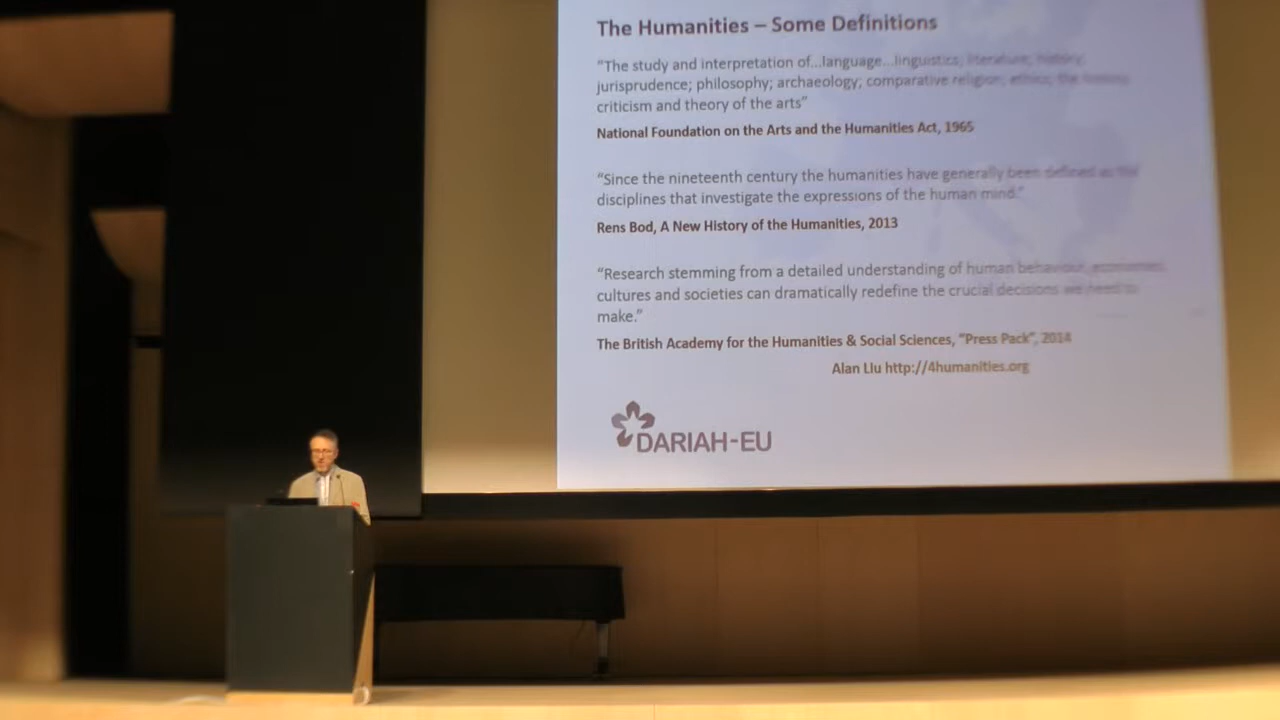 The Humanities – Some Definitions
“The study and interpretation of...language...linguistics; literature; history;
jurisprudence; philosophy; archaeology; comparative religion; ethics; the history
criticism and theory of the arts”
National Foundation on the Arts and the Humanities Act, 1965
“Since the nineteenth century the humanities have generally been defined as the
disciplines that investigate the expressions of the human mind.”
Rens Bod, A New History of the Humanities, 2013
“Research stemming from a detailed understanding of human behaviour, economies,
cultures and societies can dramatically redefine the crucial decisions we need to
make.”
The British Academy for the Humanities & Social Sciences, “Press Pack”, 2014
Alan Liu http://4humanities.org
DARIAH-EU